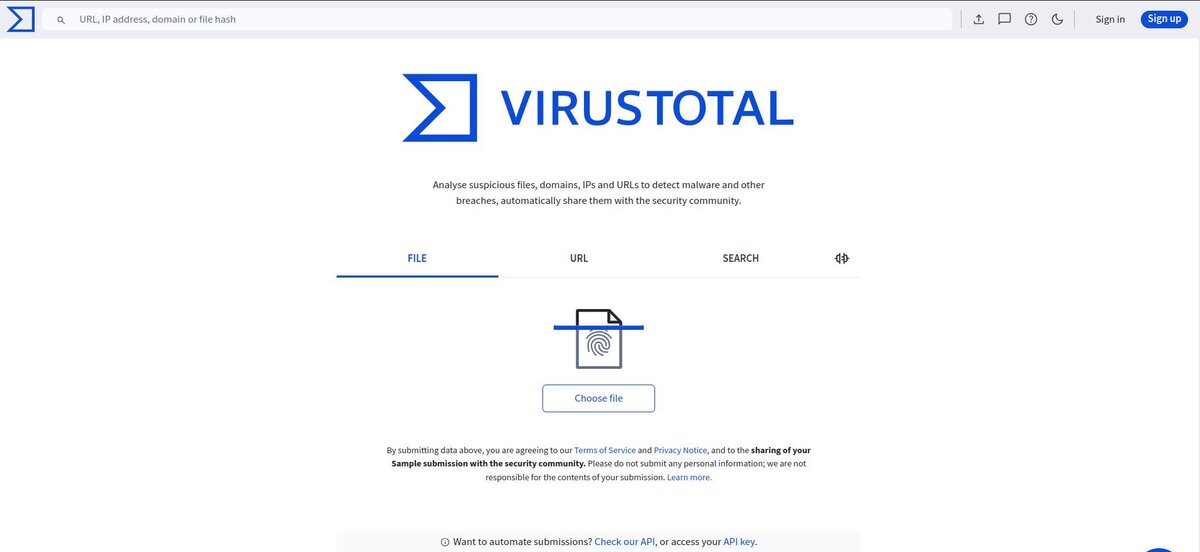 URL, IP address, domain or file hash
Sign in
Sign up
VIRUSTOTAL
Analyse suspicious files, domains, IPs and URLs to detect malware and other
breaches, automatically share them with the security community.
FILE
URL
SEARCH
Choose file
By submitting data above, you are agreeing to our Terms of Service and Privacy Notice, and to the sharing of your
Sample submission with the security community. Please do not submit any personal information; we are not
responsible for the contents of your submission. Learn more.
Want to automate submissions? Check our API, or access your API key.